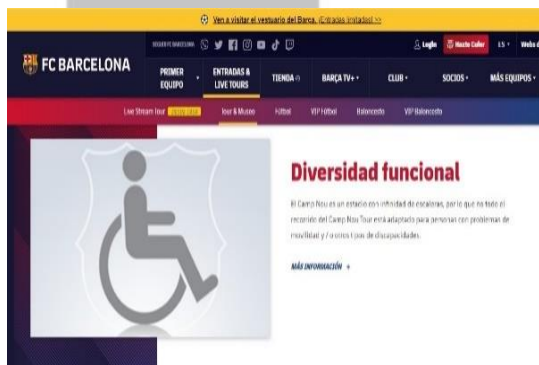 Ven a visitar el vestuario del Barça. ¡Entradas limitadas! >>
FC BARCELONA
Login
Hazte Culer
ES
Webs
PRIMER EQUIPO
ENTRADAS & LIVE TOURS
TIENDA
BARÇA TV+
CLUB
SOCIOS
MÁS EQUIPOS
Live Stream Tour
Tour & Museo
Fútbol
VIP Fútbol
Baloncesto
VIP Baloncesto
Diversidad funcional
El Camp Nou es un estadio con infinidad de escaleras, por lo que no todo el
recorrido del Camp Nou Tour está adaptado para personas con problemas de
movilidad y / u otros tipos de discapacidades.
MÁS INFORMACIÓN